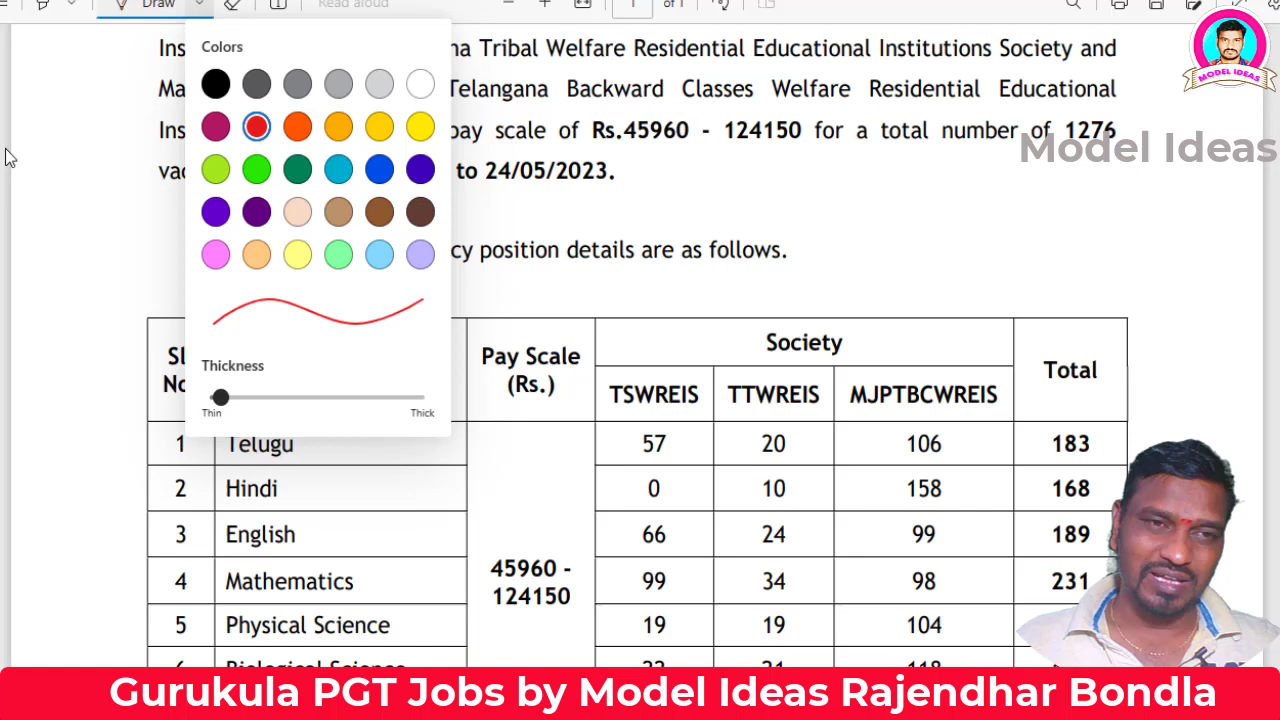 Draw
Read aloud
1
of 1
Colors
Ins
na Tribal Welfare Residential Educational Institutions Society and
Ma
Telangana Backward Classes Welfare Residential Educational
Ins
pay scale of Rs.45960 - 124150 for a total number of 1276
vac
to 24/05/2023.
cy position details are as follows.
MODEL IDEAS
Model Ideas
Thickness
Thin
Thick
Sl
No
Pay Scale
(Rs.)
Society
Total
TSWREIS
TTWREIS
MJPTBCWREIS
1 Telugu 57 20 106 183
2 Hindi 0 10 158 168
3 English 66 24 99 189
4 Mathematics 99 34 98 231
45960 -
124150
5 Physical Science 19 19 104
6 Biological Science
Gurukula PGT Jobs by Model Ideas Rajendhar Bondla